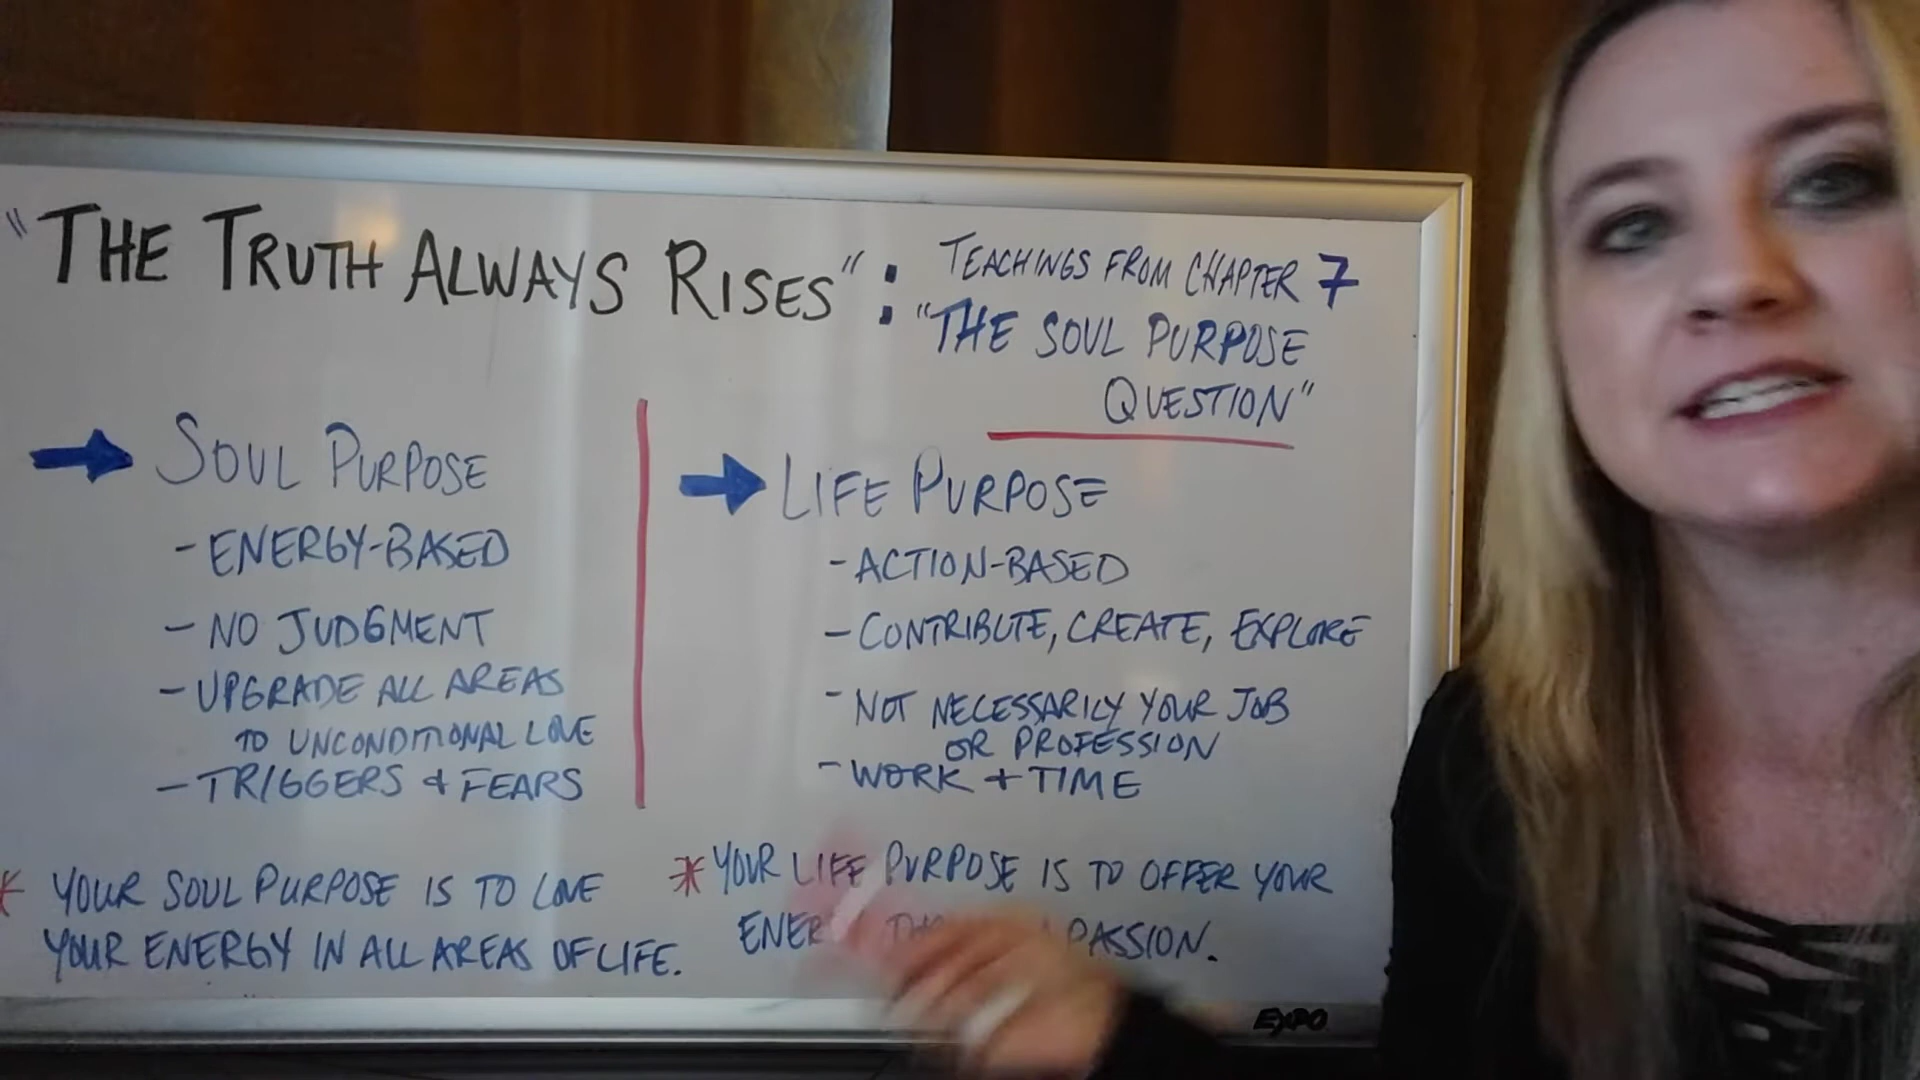 "THE TRUTH ALWAYS RISES":
TEACHINGS FROM CHAPTER 7
"THE SOUL PURPOSE
QUESTION"
SOUL PURPOSE
- ENERGY-BASED
- NO JUDGMENT
- UPGRADE ALL AREAS
TO UNCONDITIONAL LOVE
- TRIGGERS & FEARS
* YOUR SOUL PURPOSE IS TO LOVE
YOUR ENERGY IN ALL AREAS OF LIFE.
LIFE PURPOSE
- ACTION-BASED
- CONTRIBUTE, CREATE, EXPLORE
- NOT NECESSARILY YOUR JOB
OR PROFESSION
- WORK + TIME
* YOUR LIFE PURPOSE IS TO OFFER YOUR
PASSION.
EXPO